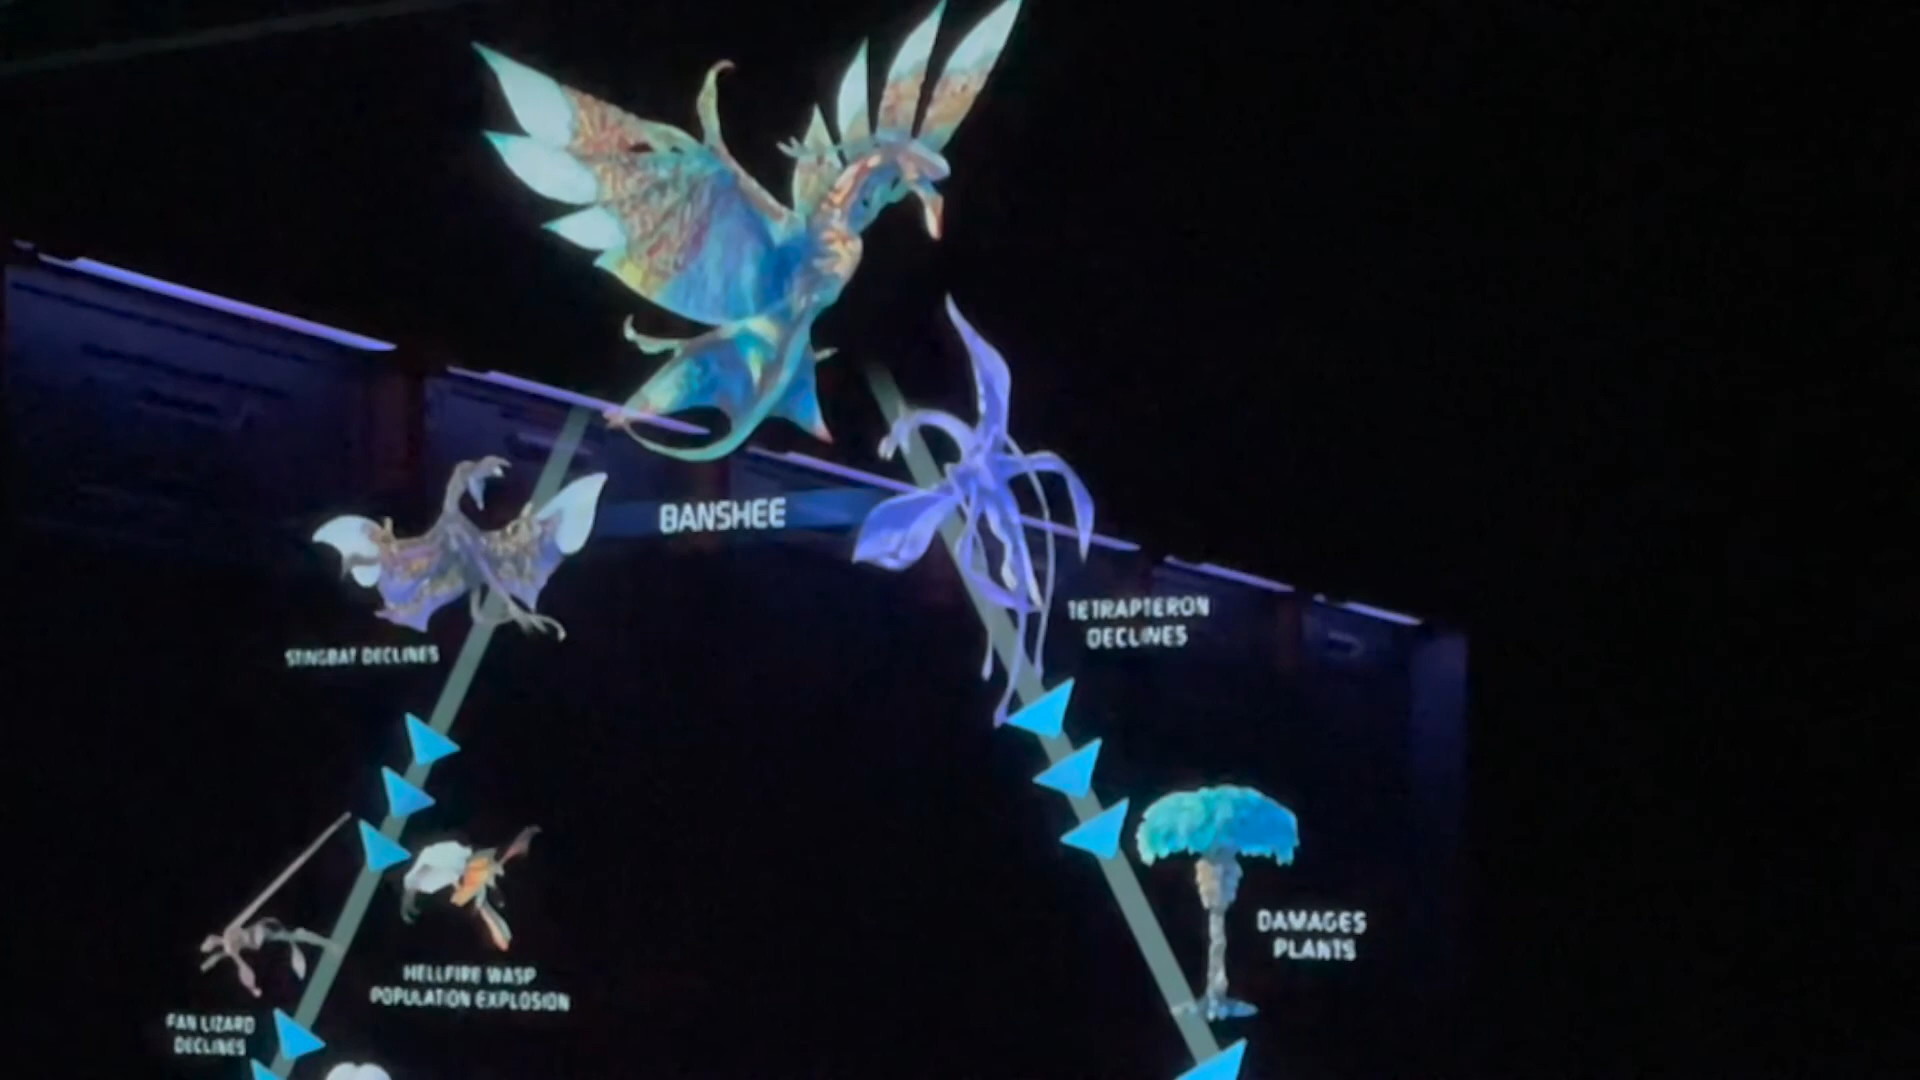 BANSHEE
TETRAPTERON
DECLINES
STINGBAT DECLINES
DAMAGES
PLANTS
HELLFIRE WASP
POPULATION EXPLOSION
FAN LIZARD
DECLINES